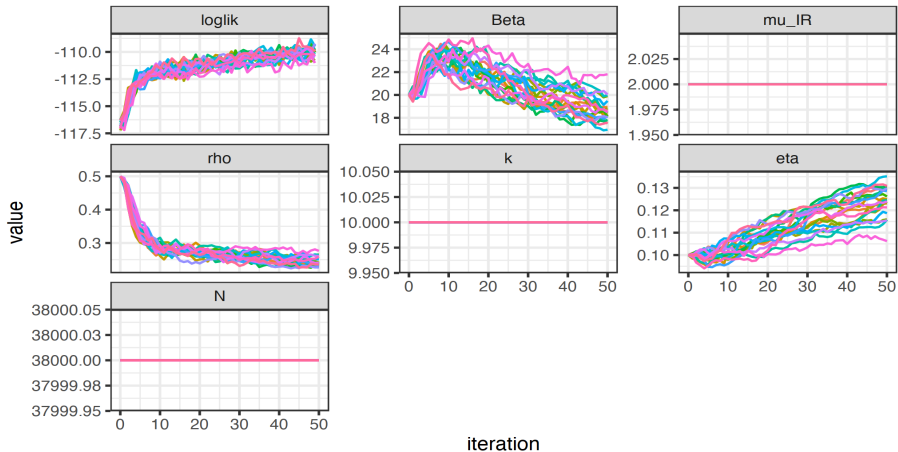 loglik
Beta
mu_IR
-110.0
-112.5
-115.0
-117.5
24
22
20
18
2.025
2.000
1.975
1.950
rho
k
eta
0.5
0.4
0.3
10.050
10.025
10.000
9.975
9.950
0.13
0.12
0.11
0.10
0 10 20 30 40 50
0 10 20 30 40 50
N
38000.05
38000.03
38000.00
37999.98
37999.95
0 10 20 30 40 50
value
iteration